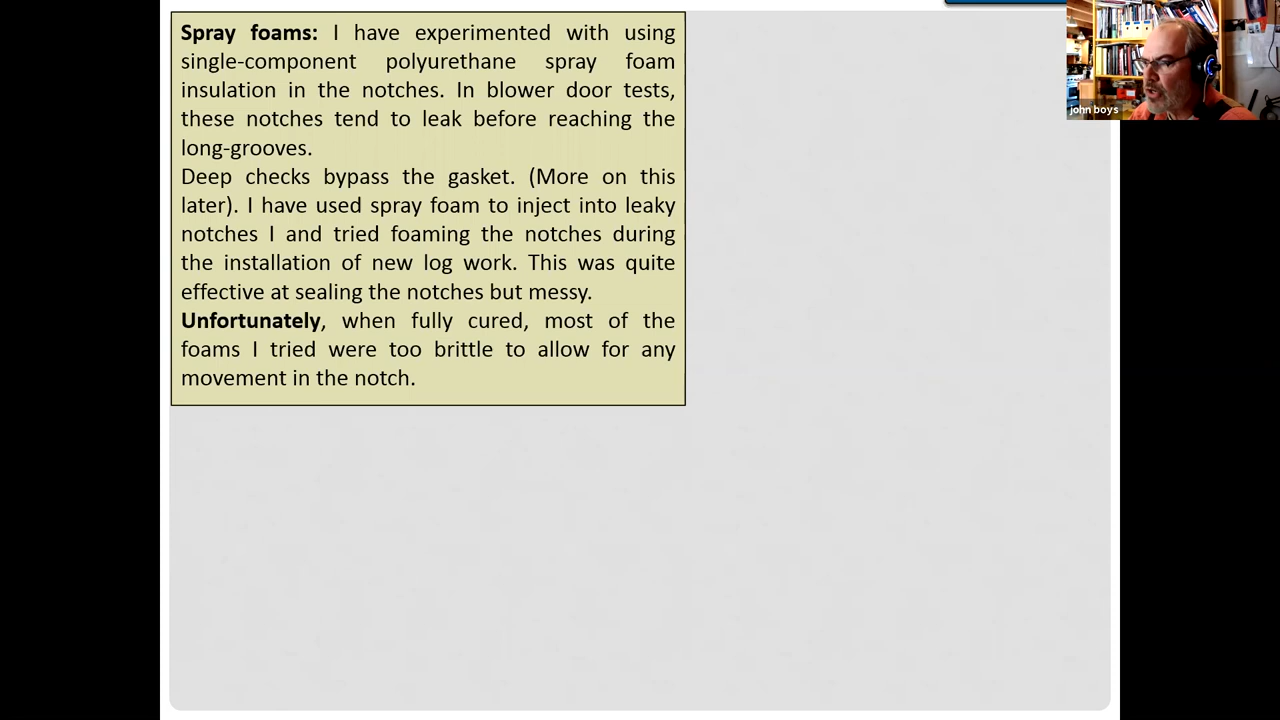 Spray foams: I have experimented with using
single-component polyurethane spray foam
insulation in the notches. In blower door tests,
these notches tend to leak before reaching the
long-grooves.
Deep checks bypass the gasket. (More on this
later). I have used spray foam to inject into leaky
notches I and tried foaming the notches during
the installation of new log work. This was quite
effective at sealing the notches but messy.
Unfortunately, when fully cured, most of the
foams I tried were too brittle to allow for any
movement in the notch.
john boys